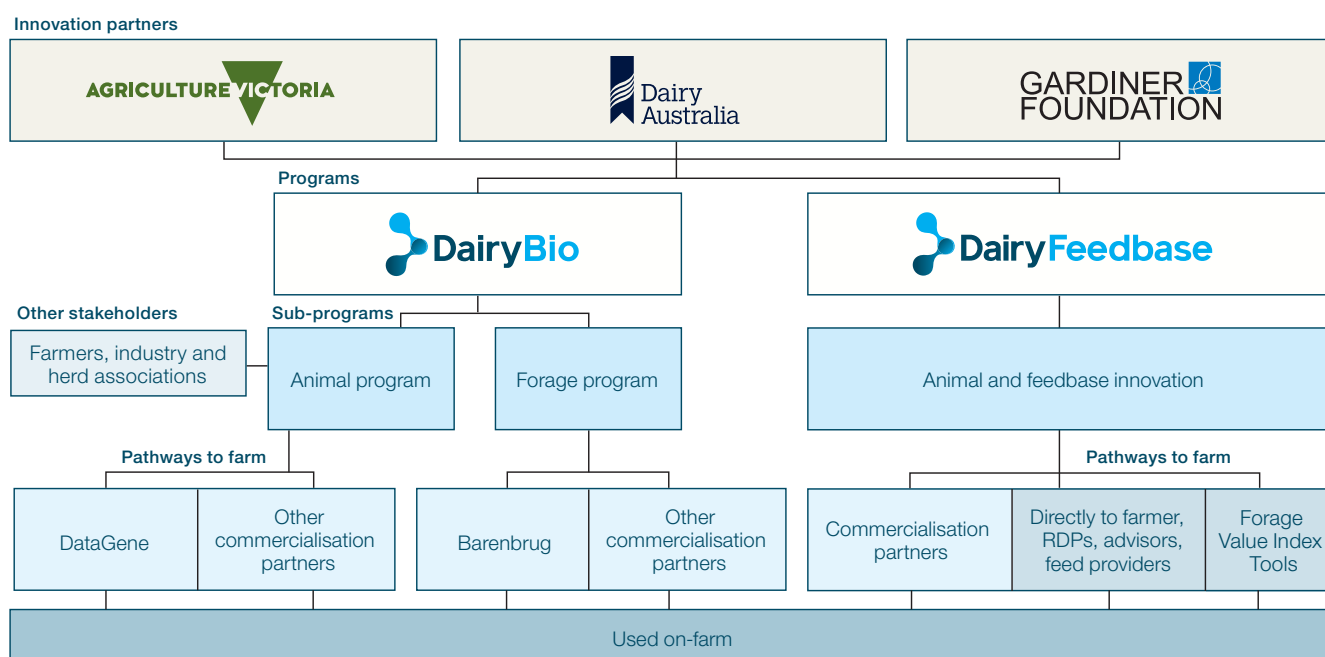 Innovation partners
AGRICULTURE VICTORIA
Dairy
Australia
GARDINER
FOUNDATION
Programs
DairyBio
DairyFeedbase
Other stakeholders
Sub-programs
Farmers, industry and
herd associations
Animal program
Forage program
Animal and feedbase innovation
Pathways to farm
Pathways to farm
DataGene
Other
commercialisation
partners
Barenbrug
Other
commercialisation
partners
Commercialisation
partners
Directly to farmer,
RDPs, advisors,
feed providers
Forage
Value Index
Tools
Used on-farm